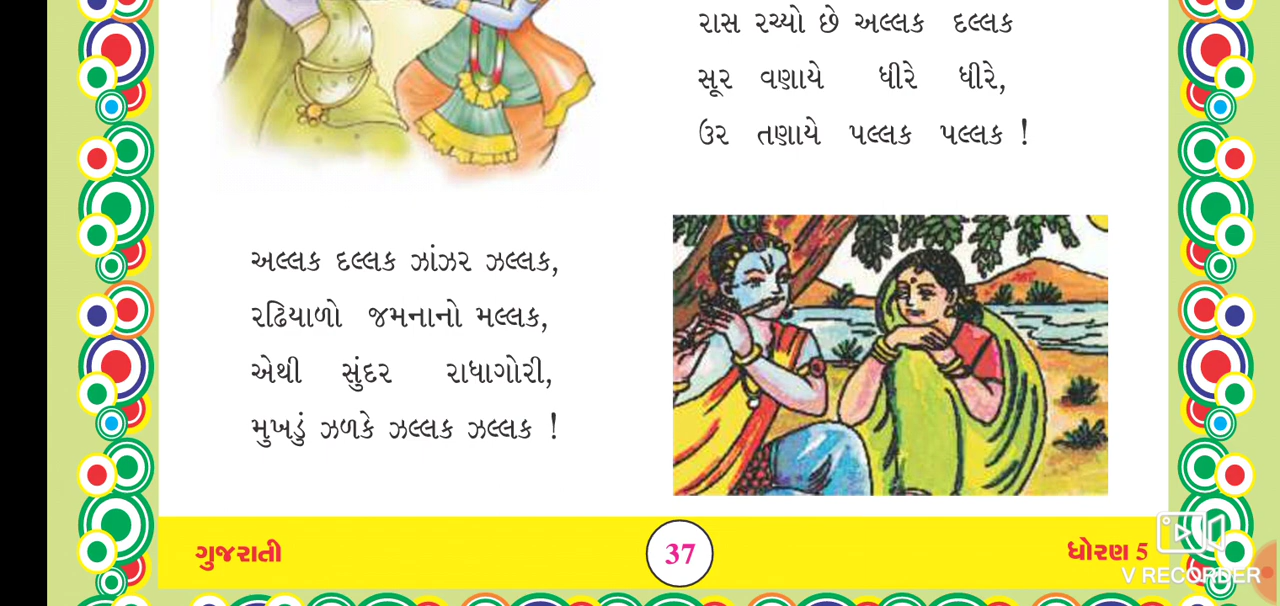 રાસ રચ્યો છે અલ્લક દલ્લક
સૂર વણાયે ધીરે ધીરે,
ઉર તણાયે પલ્લક પલ્લક !
અલ્લક દલ્લક ઝાંઝર ઝલ્લક,
રઢિયાળો જમનાનો મલ્લક,
એથી સુંદર રાધાગોરી,
મુખડું ઝળકે ઝલ્લક ઝલ્લક !
ગુજરાતી
37
ધોરણ 5
V RECORDER